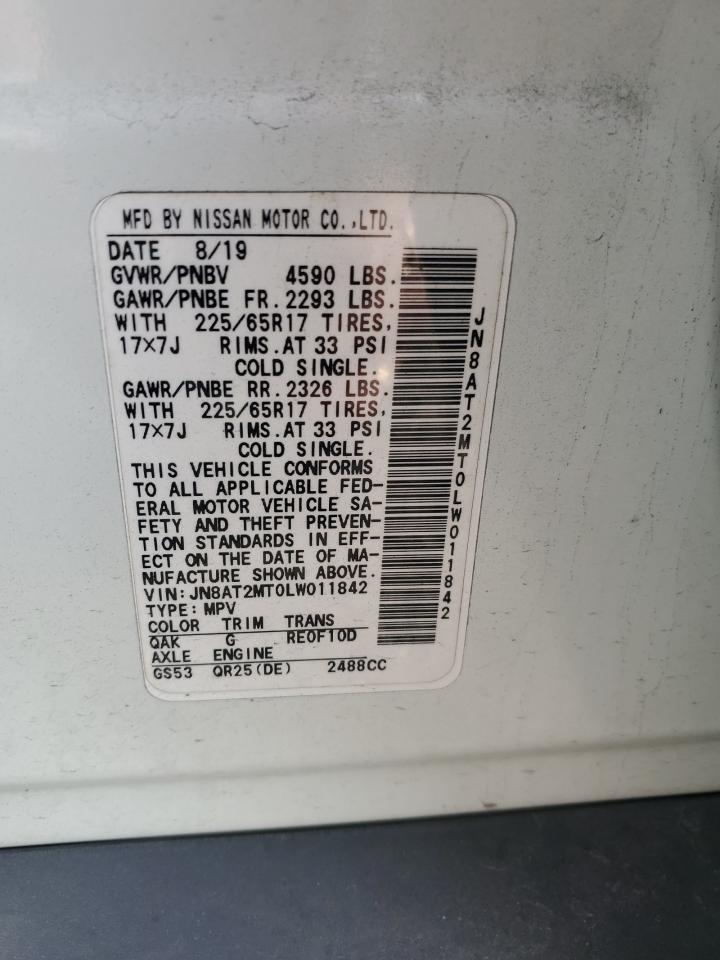 MFD BY NISSAN MOTOR CO.,LTD.
DATE 8/19
GVWR/PNBV 4590 LBS.
GAWR/PNBE FR.2293 LBS.
WITH 225/65R17 TIRES,
17×7J RIMS.AT 33 PSI
COLD SINGLE.
GAWR/PNBE RR.2326 LBS.
WITH 225/65R17 TIRES,
17×7J RIMS.AT 33 PSI
COLD SINGLE.
THIS VEHICLE CONFORMS
TO ALL APPLICABLE FED-
ERAL MOTOR VEHICLE SA-
FETY AND THEFT PREVEN-
TION STANDARDS IN EFF-
ECT ON THE DATE OF MA-
NUFACTURE SHOWN ABOVE.
VIN:JN8AT2MT0LW011842
TYPE:MPV
COLOR TRIM TRANS
QAK G RE0F10D
AXLE ENGINE
GS53 QR25(DE) 2488CC
JN8AT2MT0LW011842